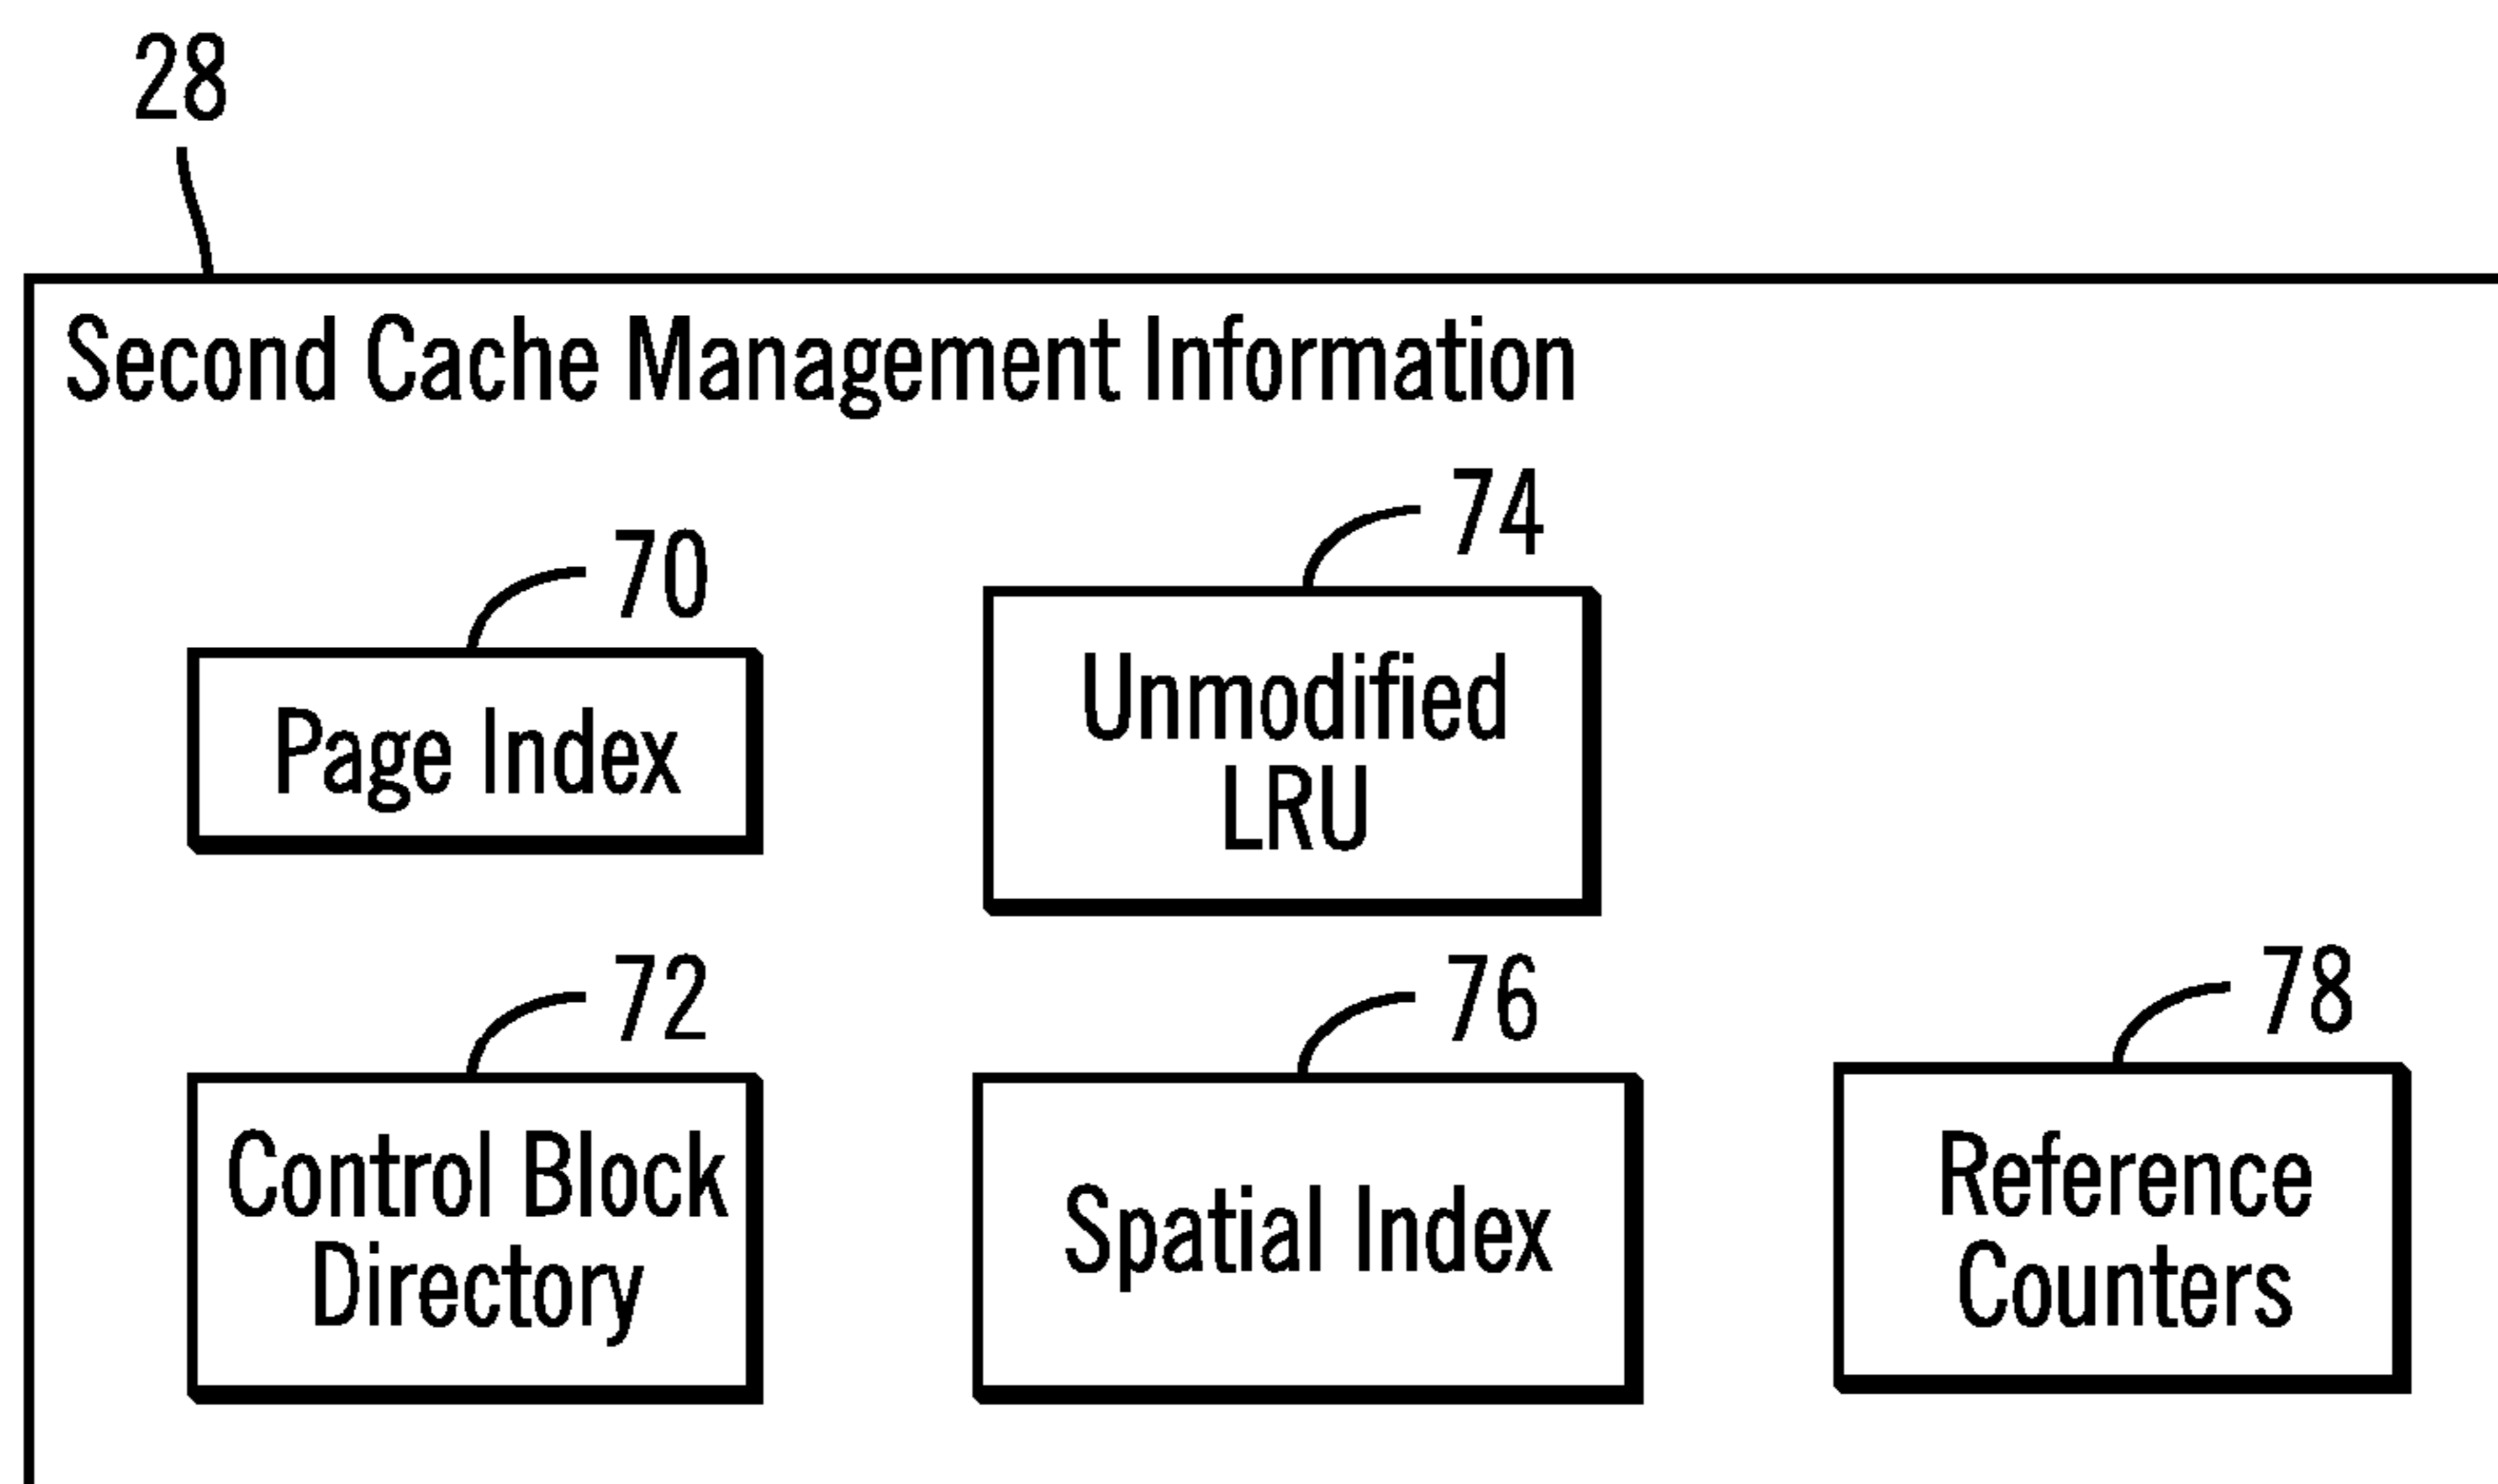 28
Second Cache Management Information
74
70
Unmodified
LRU
Page Index
72
76
78
Control Block
Directory
Spatial Index
Reference
Counters